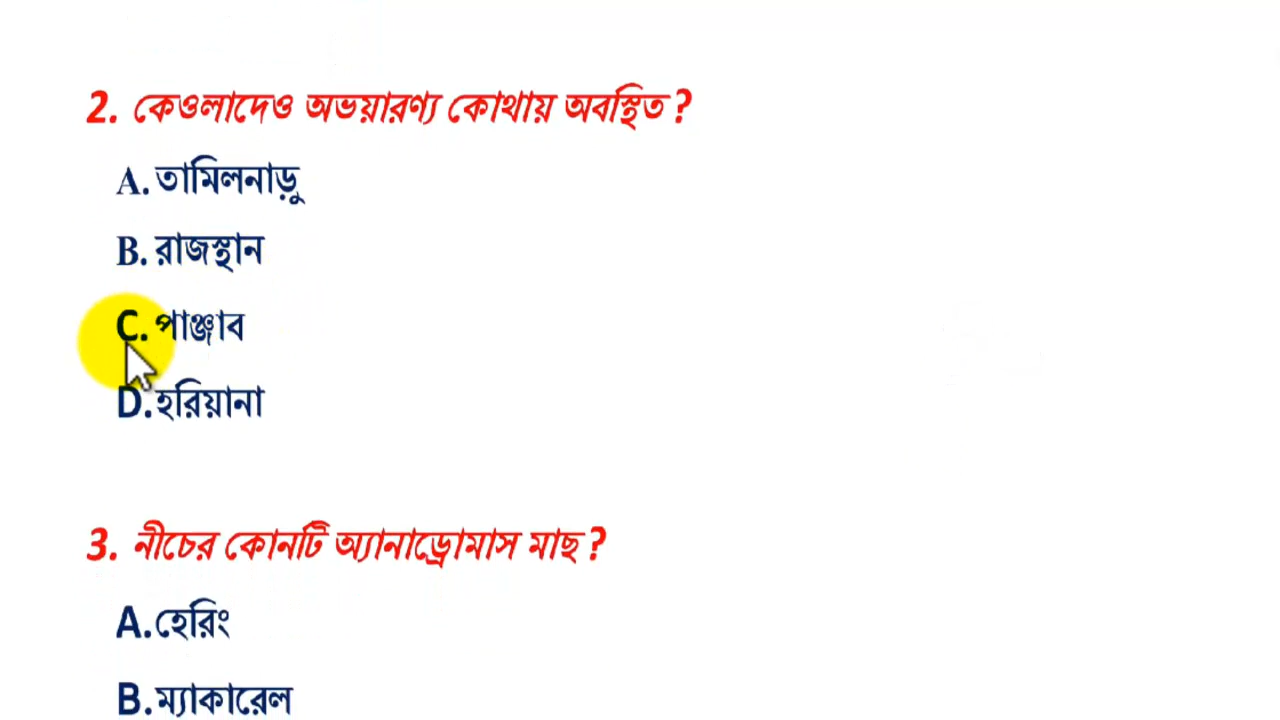 2. কেওলাদেও অভয়ারণ্য কোথায় অবস্থিত ?
A. তামিলনাড়ু
B. রাজস্থান
C. পাঞ্জাব
D. হরিয়ানা
3. নীচের কোনটি অ্যানাড্রোমাস মাছ ?
A. হেরিং
B. ম্যাকারেল